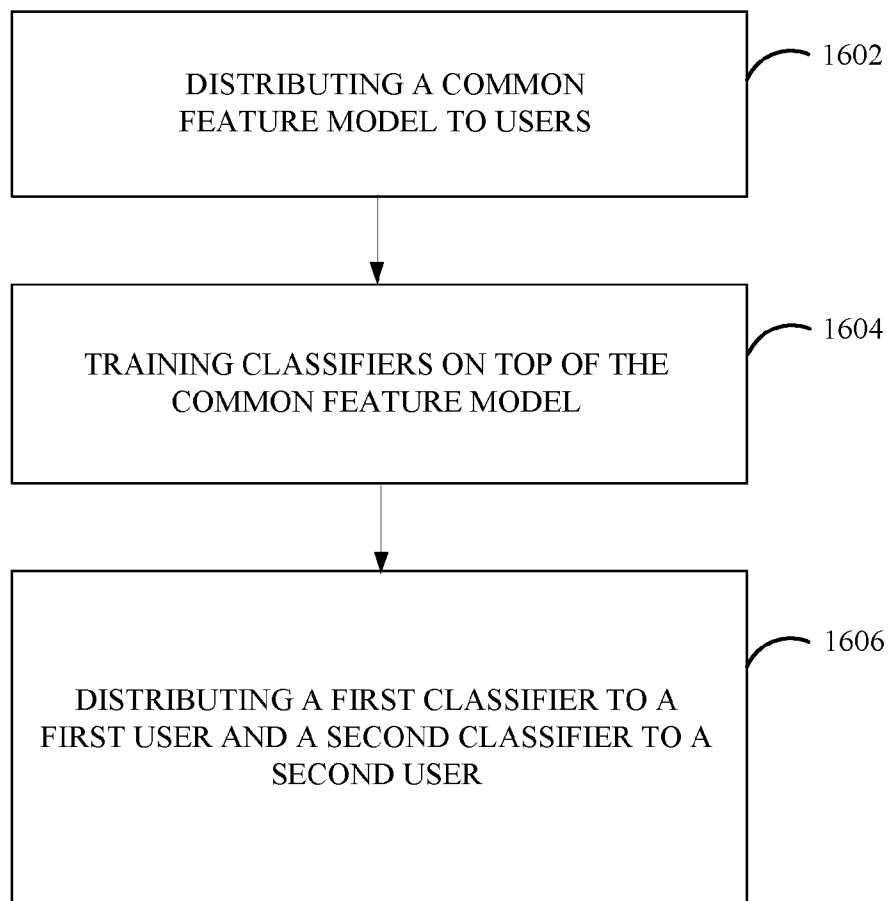 DISTRIBUTING A COMMON
FEATURE MODEL TO USERS
1602
TRAINING CLASSIFIERS ON TOP OF THE
COMMON FEATURE MODEL
1604
DISTRIBUTING A FIRST CLASSIFIER TO A
FIRST USER AND A SECOND CLASSIFIER TO A
SECOND USER
1606